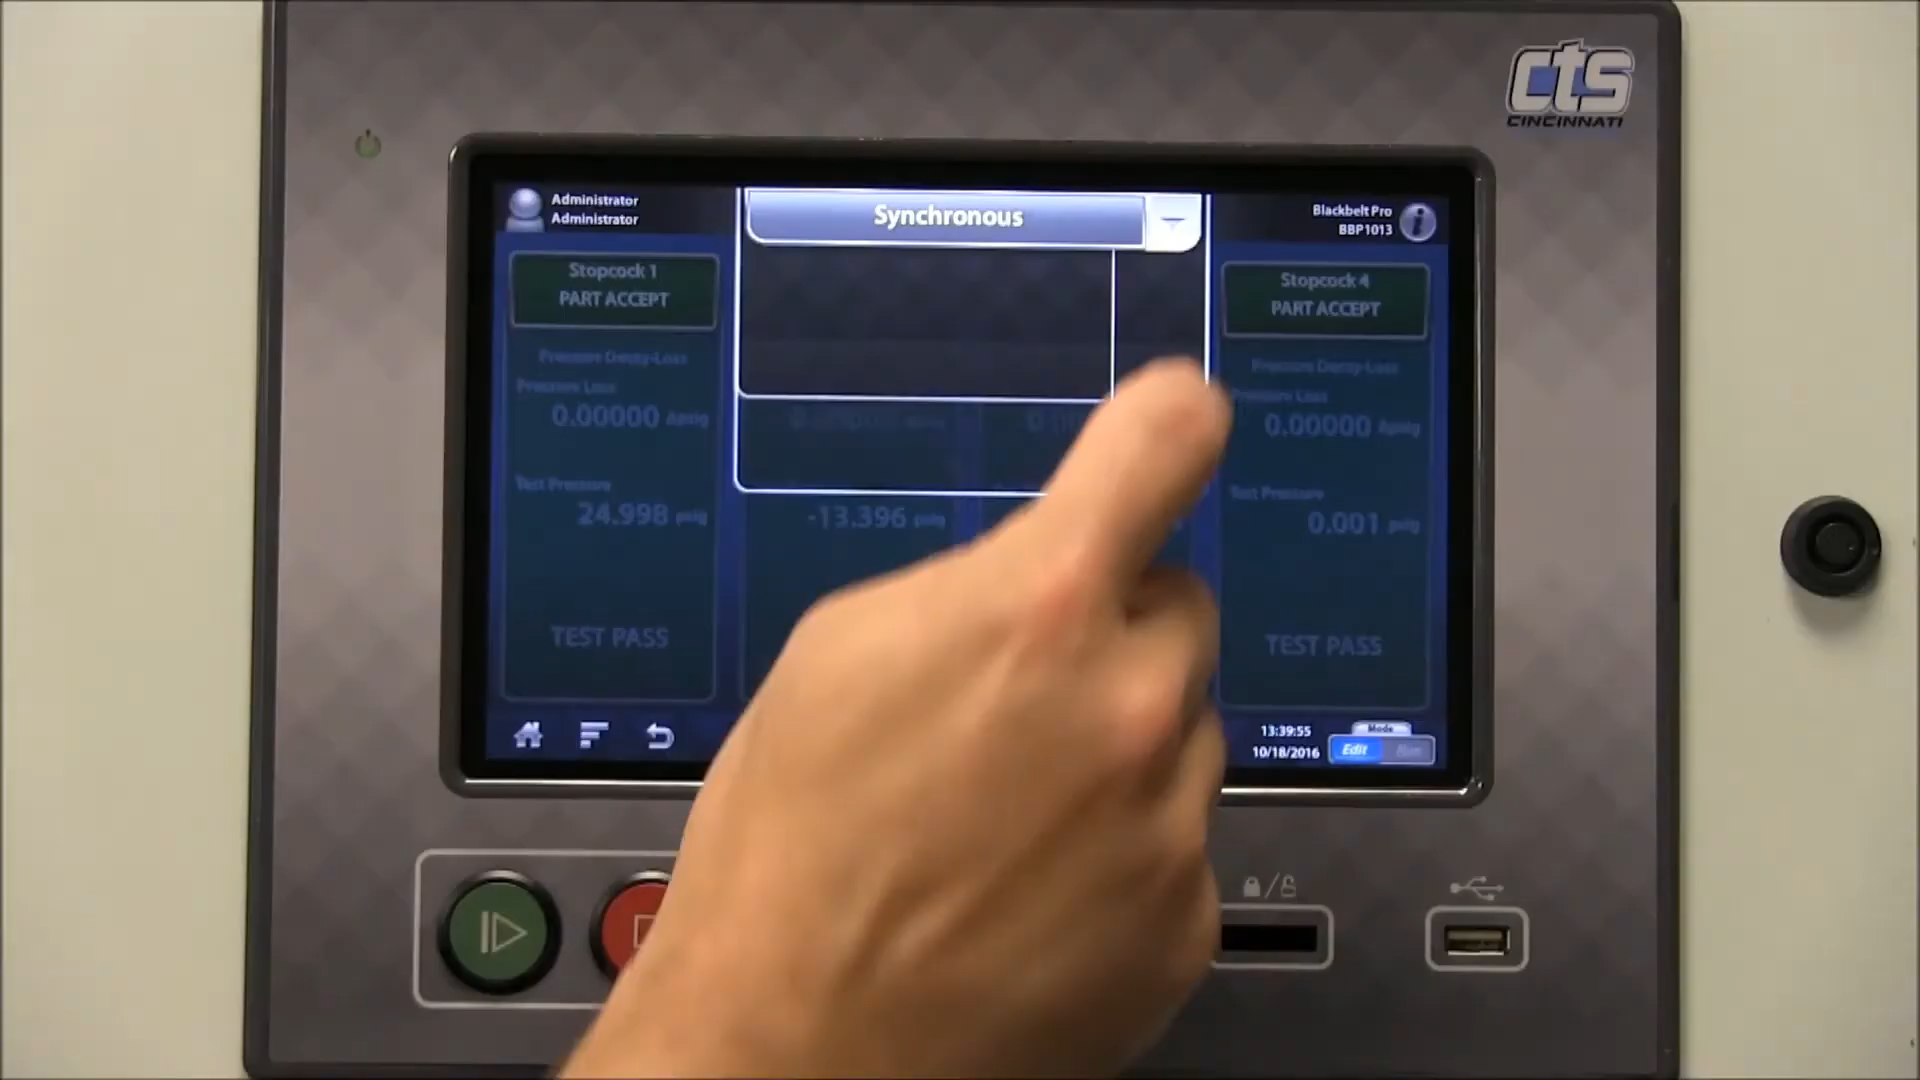 cts
CINCINNATI
Administrator
Administrator
Synchronous
Blackbelt Pro
BBP1013
Stopcock 1
PART ACCEPT
Pressure Decay-Loss
Pressure Loss
0.00000 Δpsig
Test Pressure
24.998 psig
TEST PASS
-13.396 psig
Stopcock 4
PART ACCEPT
Pressure Decay-Loss
Pressure Loss
0.00000 Δpsig
Test Pressure
0.001 psig
TEST PASS
13:39:55
10/18/2016
Mode
Edit